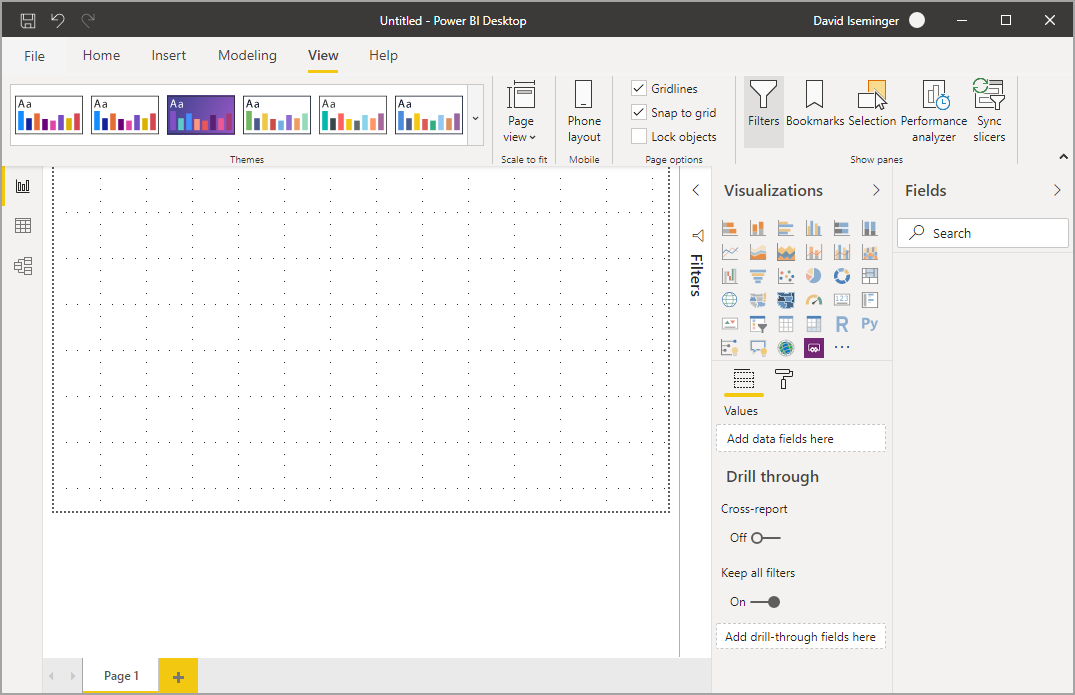 Untitled - Power BI Desktop
David Iseminger
File
Home
Insert
Modeling
View
Help
Aa
Aa
Aa
Aa
Aa
Aa
Themes
Page
view
Scale to fit
Phone
layout
Mobile
Gridlines
Snap to grid
Lock objects
Page options
Filters
Bookmarks
Selection
Performance
analyzer
Sync
slicers
Show panes
Filters
Visualizations
123
R
Py
Values
Add data fields here
Drill through
Cross-report
Off
Keep all filters
On
Add drill-through fields here
Fields
Search
Page 1